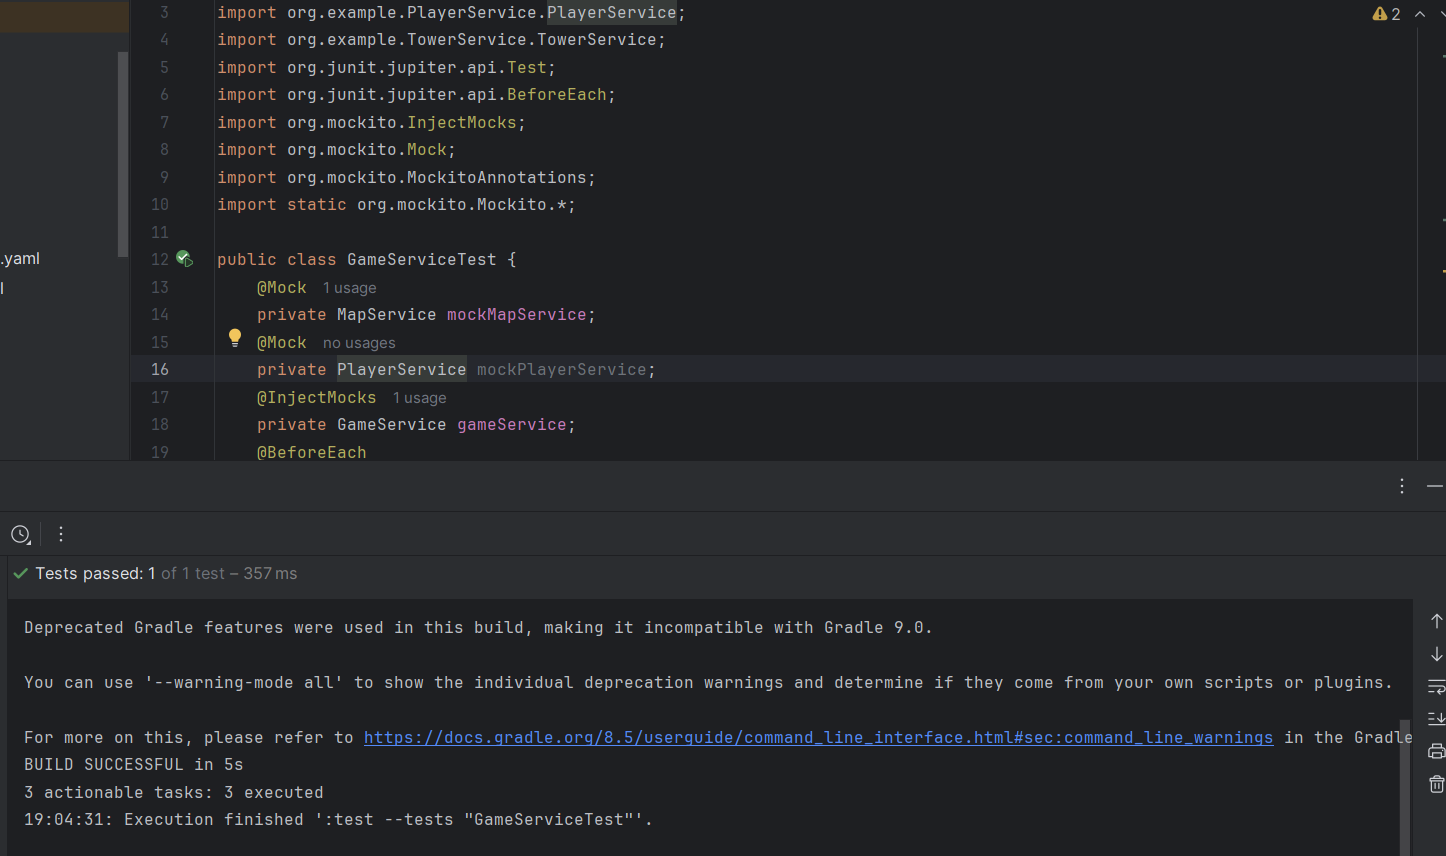 3 import org.example.PlayerService.PlayerService;
2
4 import org.example.TowerService.TowerService;
5 import org.junit.jupiter.api.Test;
6 import org.junit.jupiter.api.BeforeEach;
7 import org.mockito.InjectMocks;
8 import org.mockito.Mock;
9 import org.mockito.MockitoAnnotations;
10 import static org.mockito.Mockito.*;
11
.yaml
12 public class GameServiceTest {
13 @Mock 1 usage
14 private MapService mockMapService;
15 @Mock no usages
16 private PlayerService mockPlayerService;
17 @InjectMocks 1 usage
18 private GameService gameService;
19 @BeforeEach
Tests passed: 1 of 1 test – 357 ms
Deprecated Gradle features were used in this build, making it incompatible with Gradle 9.0.
You can use '--warning-mode all' to show the individual deprecation warnings and determine if they come from your own scripts or plugins.
For more on this, please refer to https://docs.gradle.org/8.5/userguide/command_line_interface.html#sec:command_line_warnings in the Gradle
BUILD SUCCESSFUL in 5s
3 actionable tasks: 3 executed
19:04:31: Execution finished ':test --tests "GameServiceTest"'.